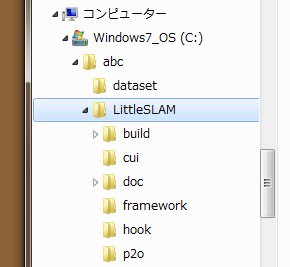 コンピューター
Windows7_OS (C:)
abc
dataset
LittleSLAM
build
cui
doc
framework
hook
p2o